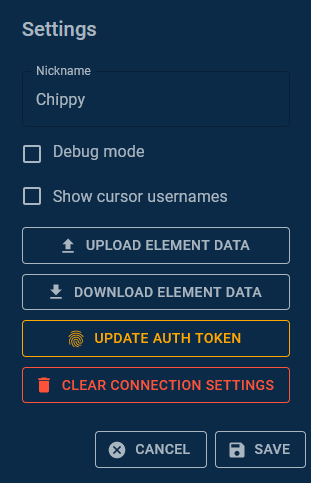 Settings
Nickname
Chippy
Debug mode
Show cursor usernames
UPLOAD ELEMENT DATA
DOWNLOAD ELEMENT DATA
UPDATE AUTH TOKEN
CLEAR CONNECTION SETTINGS
CANCEL SAVE